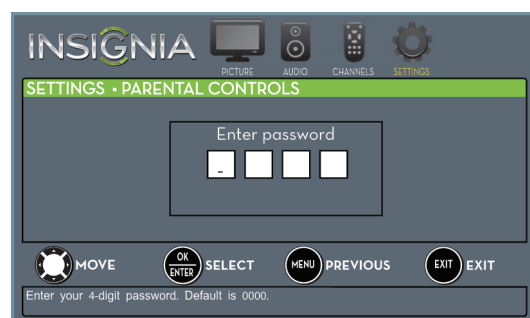 INSIGNIA
PICTURE AUDIO CHANNELS SETTINGS
SETTINGS • PARENTAL CONTROLS
Enter password
_
MOVE OK ENTER SELECT MENU PREVIOUS EXIT EXIT
Enter your 4-digit password. Default is 0000.